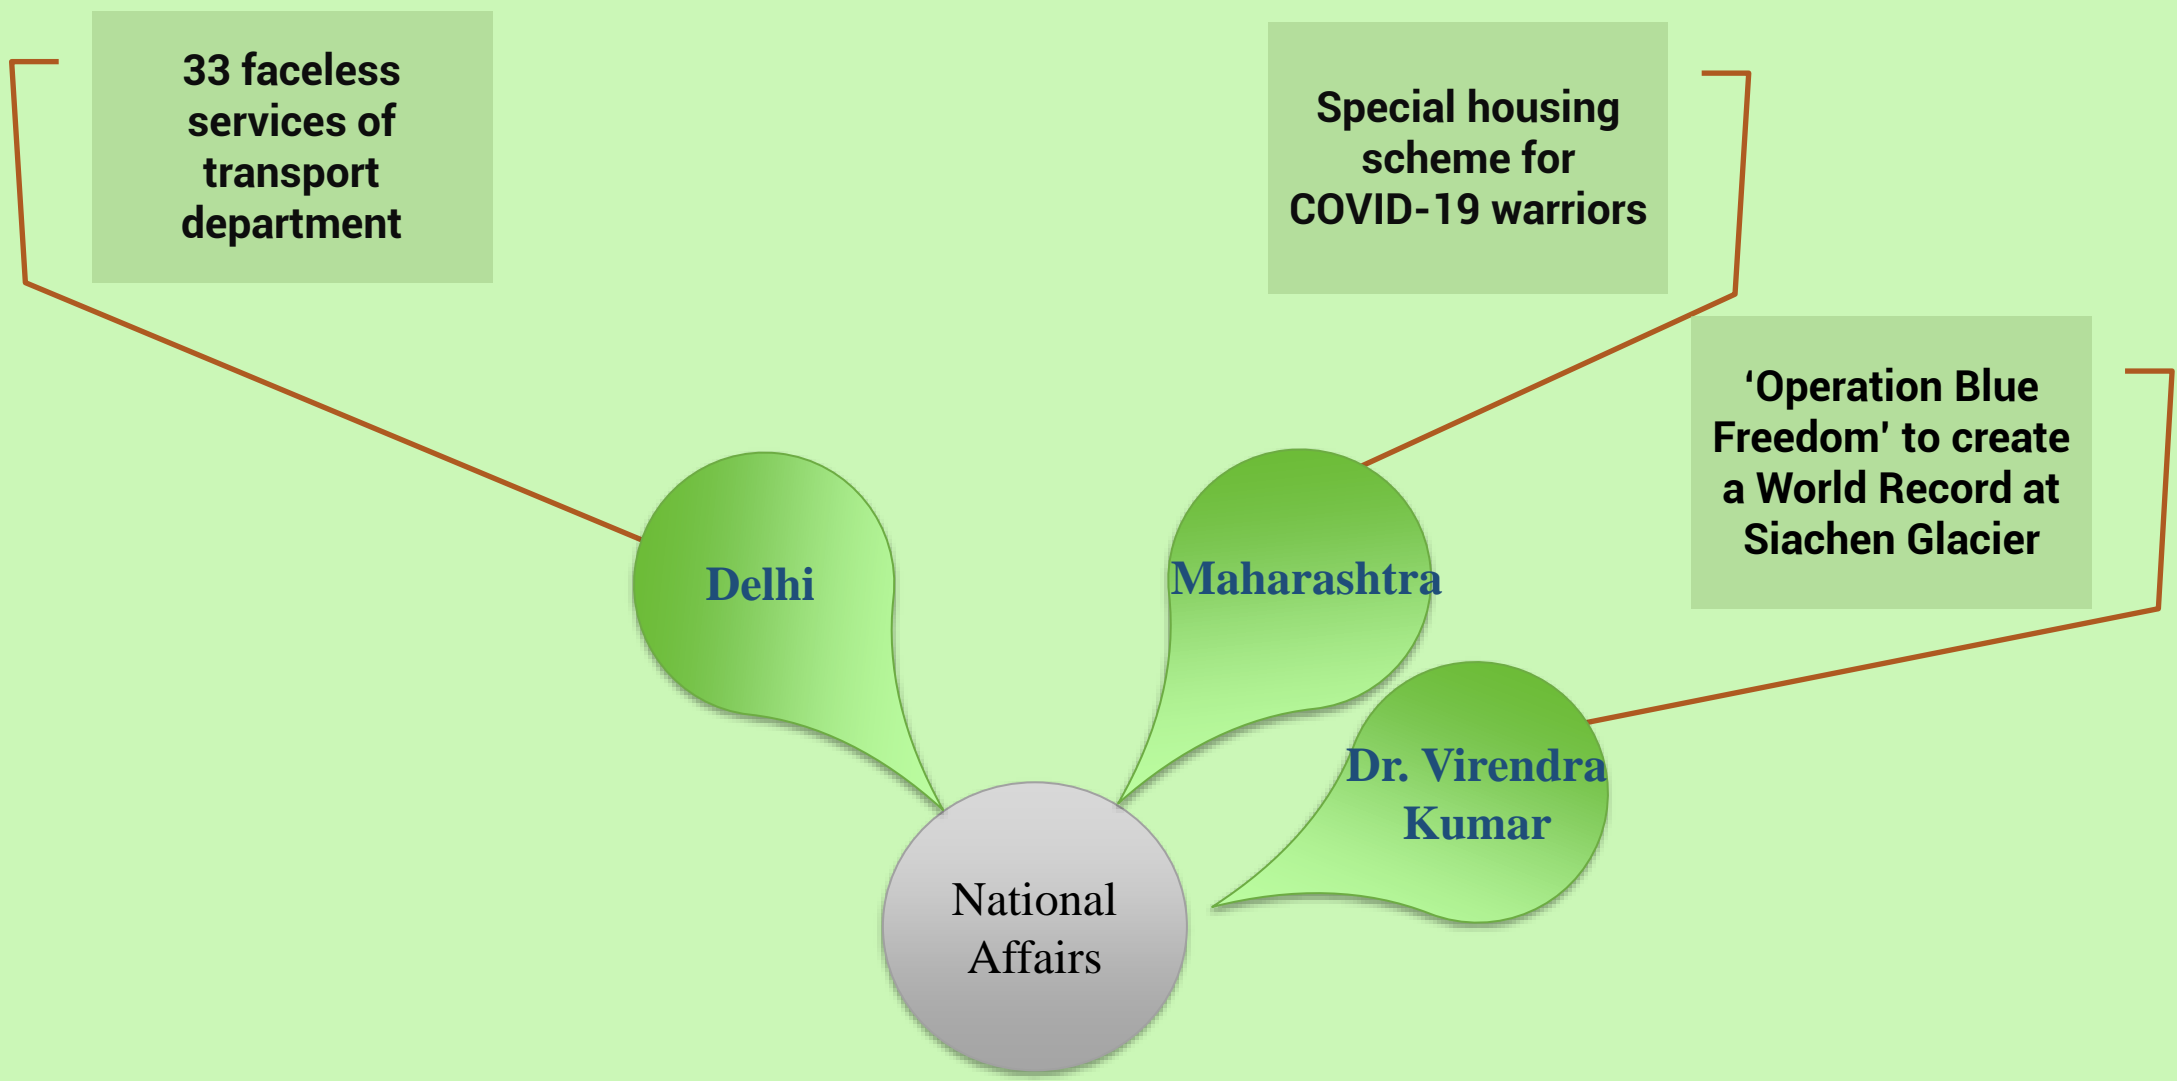 33 faceless
services of
transport
department
Special housing
scheme for
COVID-19 warriors
‘Operation Blue
Freedom’ to create
a World Record at
Siachen Glacier
Delhi
Maharashtra
Dr. Virendra
Kumar
National
Affairs